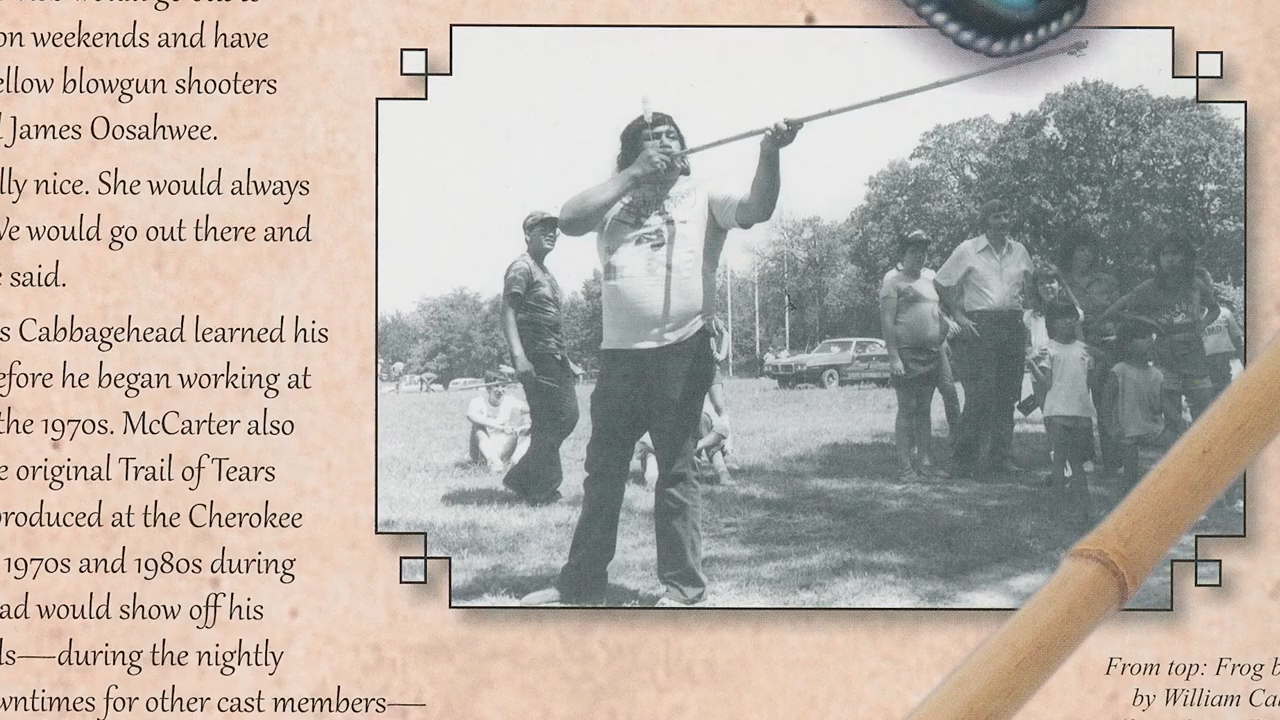 on weekends and have
ellow blowgun shooters
James Oosahwee.
lly nice. She would always
We would go out there and
said.
s Cabbagehead learned his
efore he began working at
the 1970s. McCarter also
e original Trail of Tears
produced at the Cherokee
1970s and 1980s during
ad would show off his
ls—during the nightly
wntimes for other cast members—
From top: Frog b
by William Ca